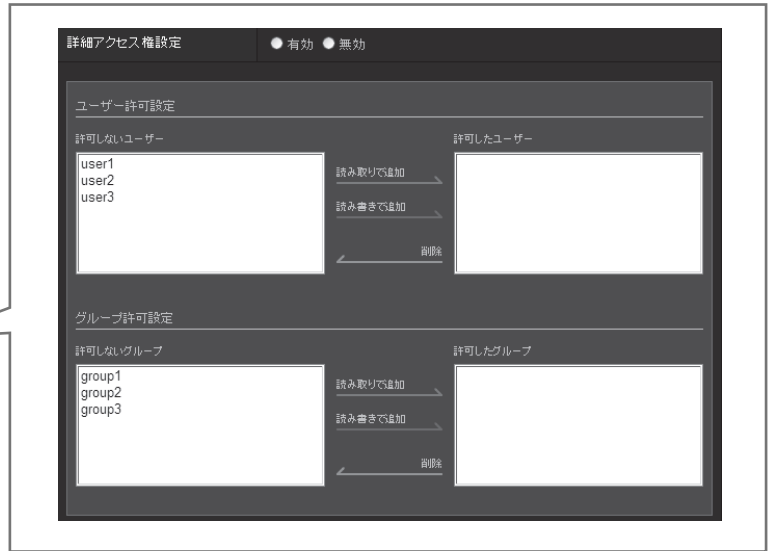 詳細アクセス権設定 有効 無効
ユーザー許可設定
許可しないユーザー 許可したユーザー
user1
user2
user3
読み取りで追加
読み書きで追加
削除
グループ許可設定
許可しないグループ 許可したグループ
group1
group2
group3
読み取りで追加
読み書きで追加
削除